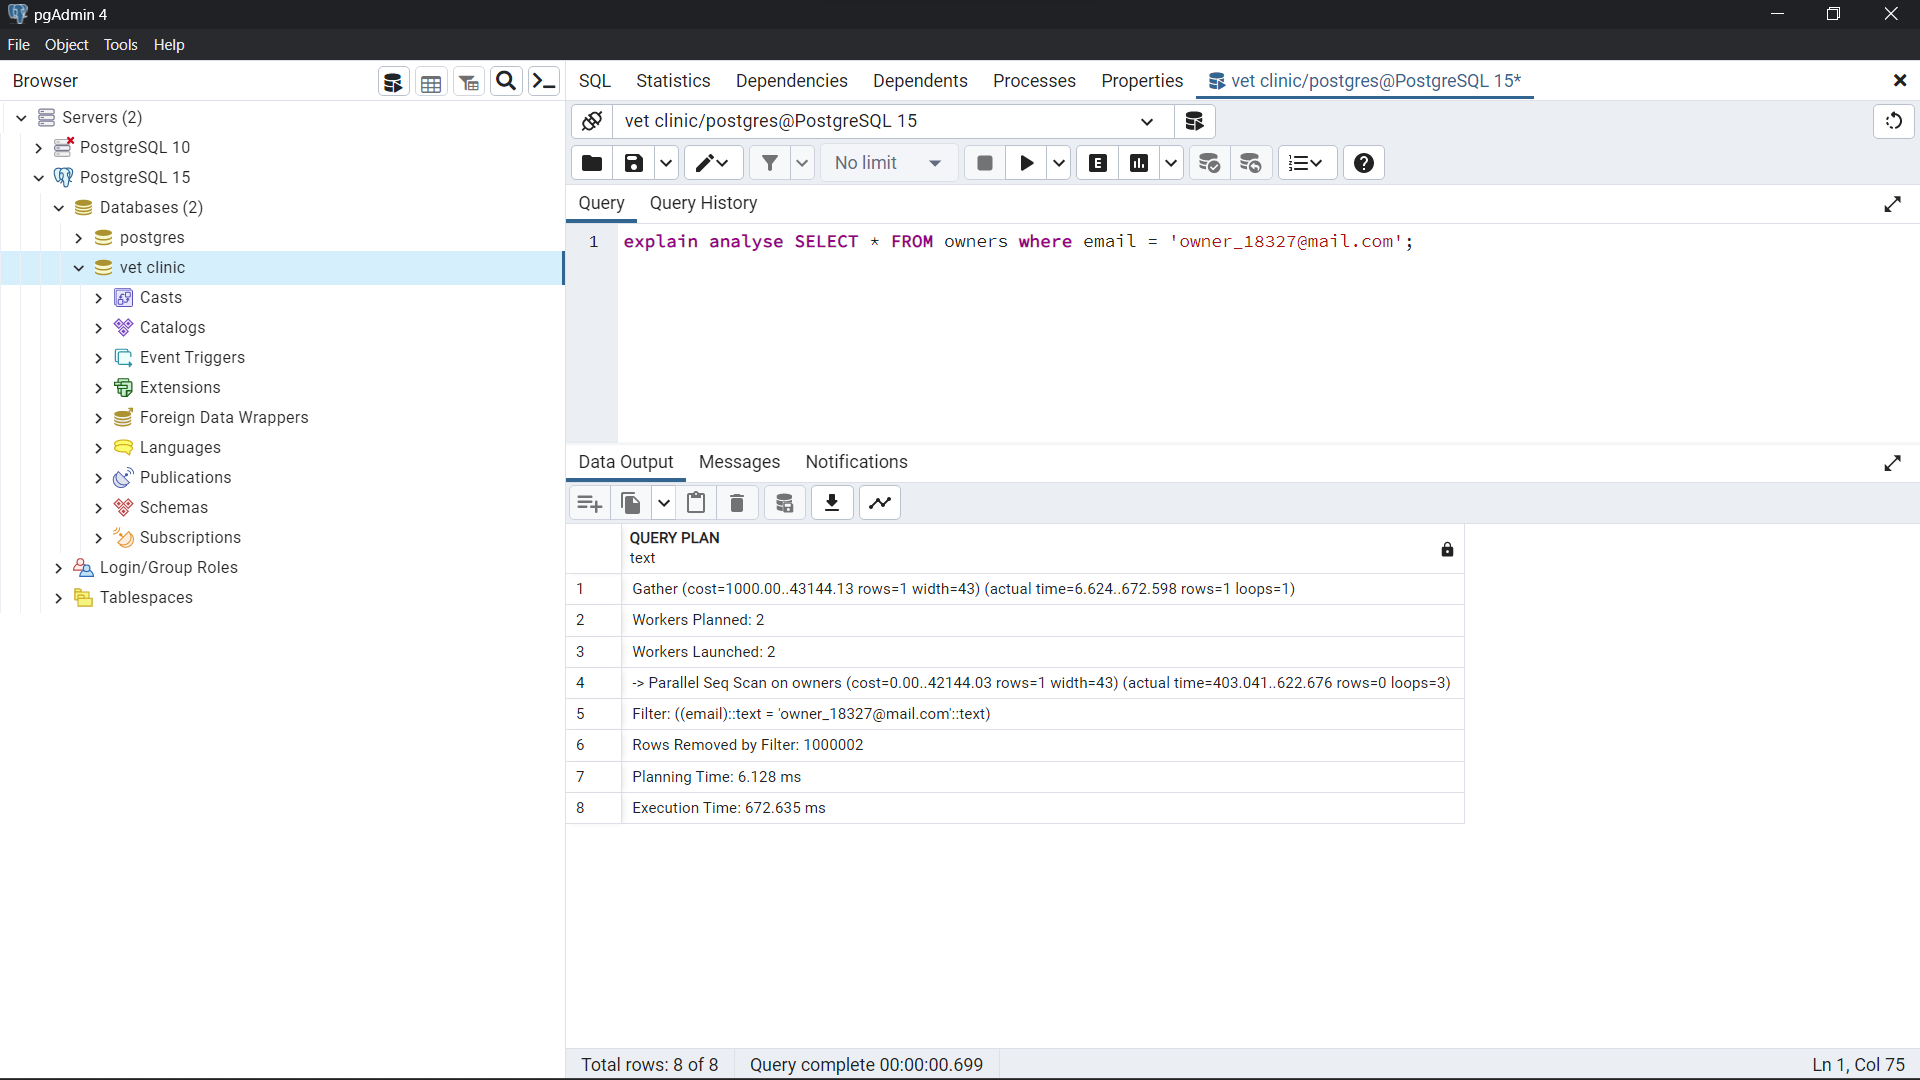 pgAdmin 4
File Object Tools Help
Browser
SQL Statistics Dependencies Dependents Processes Properties vet clinic/postgres@PostgreSQL 15*
Servers (2)
PostgreSQL 10
PostgreSQL 15
Databases (2)
postgres
vet clinic
Casts
Catalogs
Event Triggers
Extensions
Foreign Data Wrappers
Languages
Publications
Schemas
Subscriptions
Login/Group Roles
Tablespaces
vet clinic/postgres@PostgreSQL 15
No limit
E
Query Query History
1 explain analyse SELECT * FROM owners where email = 'owner_18327@mail.com';
Data Output Messages Notifications
QUERY PLAN
text
1 Gather (cost=1000.00..43144.13 rows=1 width=43) (actual time=6.624..672.598 rows=1 loops=1)
2 Workers Planned: 2
3 Workers Launched: 2
4 -> Parallel Seq Scan on owners (cost=0.00..42144.03 rows=1 width=43) (actual time=403.041..622.676 rows=0 loops=3)
5 Filter: ((email)::text = 'owner_18327@mail.com'::text)
6 Rows Removed by Filter: 1000002
7 Planning Time: 6.128 ms
8 Execution Time: 672.635 ms
Total rows: 8 of 8 Query complete 00:00:00.699 Ln 1, Col 75